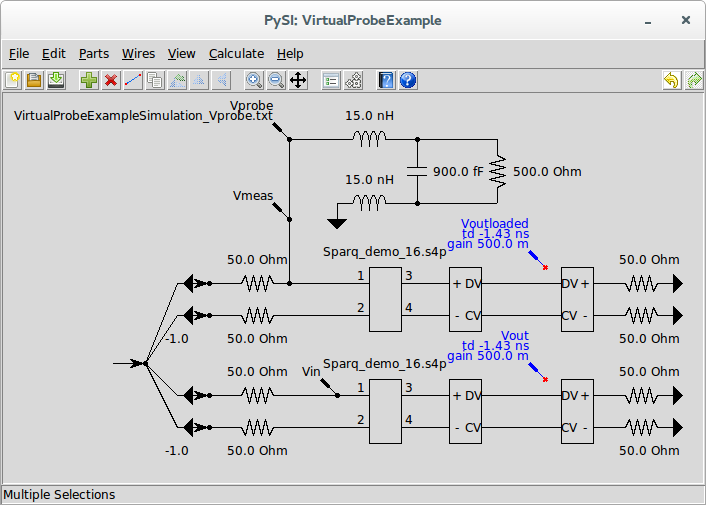 PySI: VirtualProbeExample
File Edit Parts Wires View Calculate Help
Vprobe
VirtualProbeExampleSimulation_Vprobe.txt
15.0 nH
900.0 fF
500.0 Ohm
15.0 nH
Vmeas
Voutloaded
td -1.43 ns
gain 500.0 m
50.0 Ohm
Sparq_demo_16.s4p
50.0 Ohm
1 3 + DV DV +
2 4 - CV CV -
-1.0
50.0 Ohm
50.0 Ohm
Vout
td -1.43 ns
gain 500.0 m
50.0 Ohm
Vin
Sparq_demo_16.s4p
50.0 Ohm
1 3 + DV DV +
2 4 - CV CV -
-1.0
50.0 Ohm
50.0 Ohm
Multiple Selections